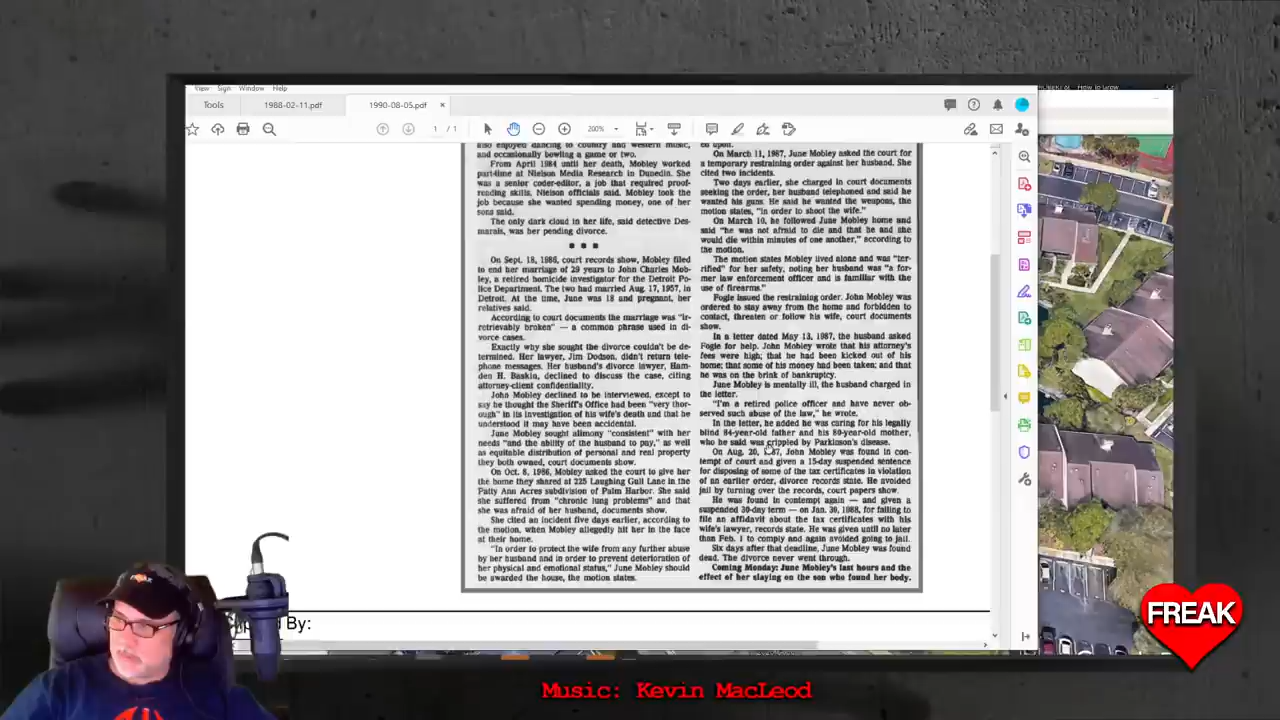 View Sign Window Help
Tools 1988-02-11.pdf 1990-08-05.pdf ×
1 / 1 200%
also enjoyed dancing to country and western music,
and occasionally bowling a game or two.
From April 1984 until her death, Mobley worked
part-time at Nielson Media Research in Dunedin. She
was a senior coder-editor, a job that required proof-
reading skills, Nielson officials said. Mobley took the
job because she wanted spending money, one of her
sons said.
The only dark cloud in her life, said detective Des-
marais, was her pending divorce.
On Sept. 18, 1986, court records show, Mobley filed
to end her marriage of 29 years to John Charles Mob-
ley, a retired homicide investigator for the Detroit Po-
lice Department. The two had married Aug. 17, 1957, in
Detroit. At the time, June was 18 and pregnant, her
relatives said.
According to court documents the marriage was "ir-
retrievably broken" — a common phrase used in di-
vorce cases.
Exactly why she sought the divorce couldn't be de-
termined. Her lawyer, Jim Dodson, didn't return tele-
phone messages. Her husband's divorce lawyer, Ham-
den H. Baskin, declined to discuss the case, citing
attorney-client confidentiality.
John Mobley declined to be interviewed, except to
say he thought the Sheriff's Office had been "very thor-
ough" in its investigation of his wife's death and that he
understood it may have been accidental.
June Mobley sought alimony "consistent" with her
needs "and the ability of the husband to pay," as well
as equitable distribution of personal and real property
they both owned, court documents show.
On Oct. 8, 1986, Mobley asked the court to give her
the home they shared at 225 Laughing Gull Lane in the
Patty Ann Acres subdivision of Palm Harbor. She said
she suffered from "chronic lung problems" and that
she was afraid of her husband, documents show.
She cited an incident five days earlier, according to
the motion, when Mobley allegedly hit her in the face
at their home.
"In order to protect the wife from any further abuse
by her husband and in order to prevent deterioration of
her physical and emotional status," June Mobley should
be awarded the house, the motion states.
ed upon.
On March 11, 1987, June Mobley asked the court for
a temporary restraining order against her husband. She
cited two incidents.
Two days earlier, she charged in court documents
seeking the order, her husband telephoned and said he
wanted his guns. He said he wanted the weapons, the
motion states, "in order to shoot the wife."
On March 10, he followed June Mobley home and
said "he was not afraid to die and that he and she
would die within minutes of one another," according to
the motion.
The motion states Mobley lived alone and was "ter-
rified" for her safety, noting her husband was "a for-
mer law enforcement officer and is familiar with the
use of firearms."
Fogle issued the restraining order. John Mobley was
ordered to stay away from the home and forbidden to
contact, threaten or follow his wife, court documents
show.
In a letter dated May 13, 1987, the husband asked
Fogle for help. John Mobley wrote that his attorney's
fees were high; that he had been kicked out of his
home; that some of his money had been taken; and that
he was on the brink of bankruptcy.
June Mobley is mentally ill, the husband charged in
the letter.
"I'm a retired police officer and have never ob-
served such abuse of the law," he wrote.
In the letter, he added he was caring for his legally
blind 84-year-old father and his 80-year-old mother,
who he said was crippled by Parkinson's disease.
On Aug. 20, 1987, John Mobley was found in con-
tempt of court and given a 15-day suspended sentence
for disposing of some of the tax certificates in violation
of an earlier order, divorce records state. He avoided
jail by turning over the records, court papers show.
He was found in contempt again — and given a
suspended 30-day term — on Jan. 30, 1988, for failing to
file an affidavit about the tax certificates with his
wife's lawyer, records state. He was given until no later
than Feb. 1 to comply and again avoided going to jail.
Six days after that deadline, June Mobley was found
dead. The divorce never went through.
Coming Monday: June Mobley's last hours and the
effect of her slaying on the son who found her body.
By:
FREAK
Music: Kevin MacLeod